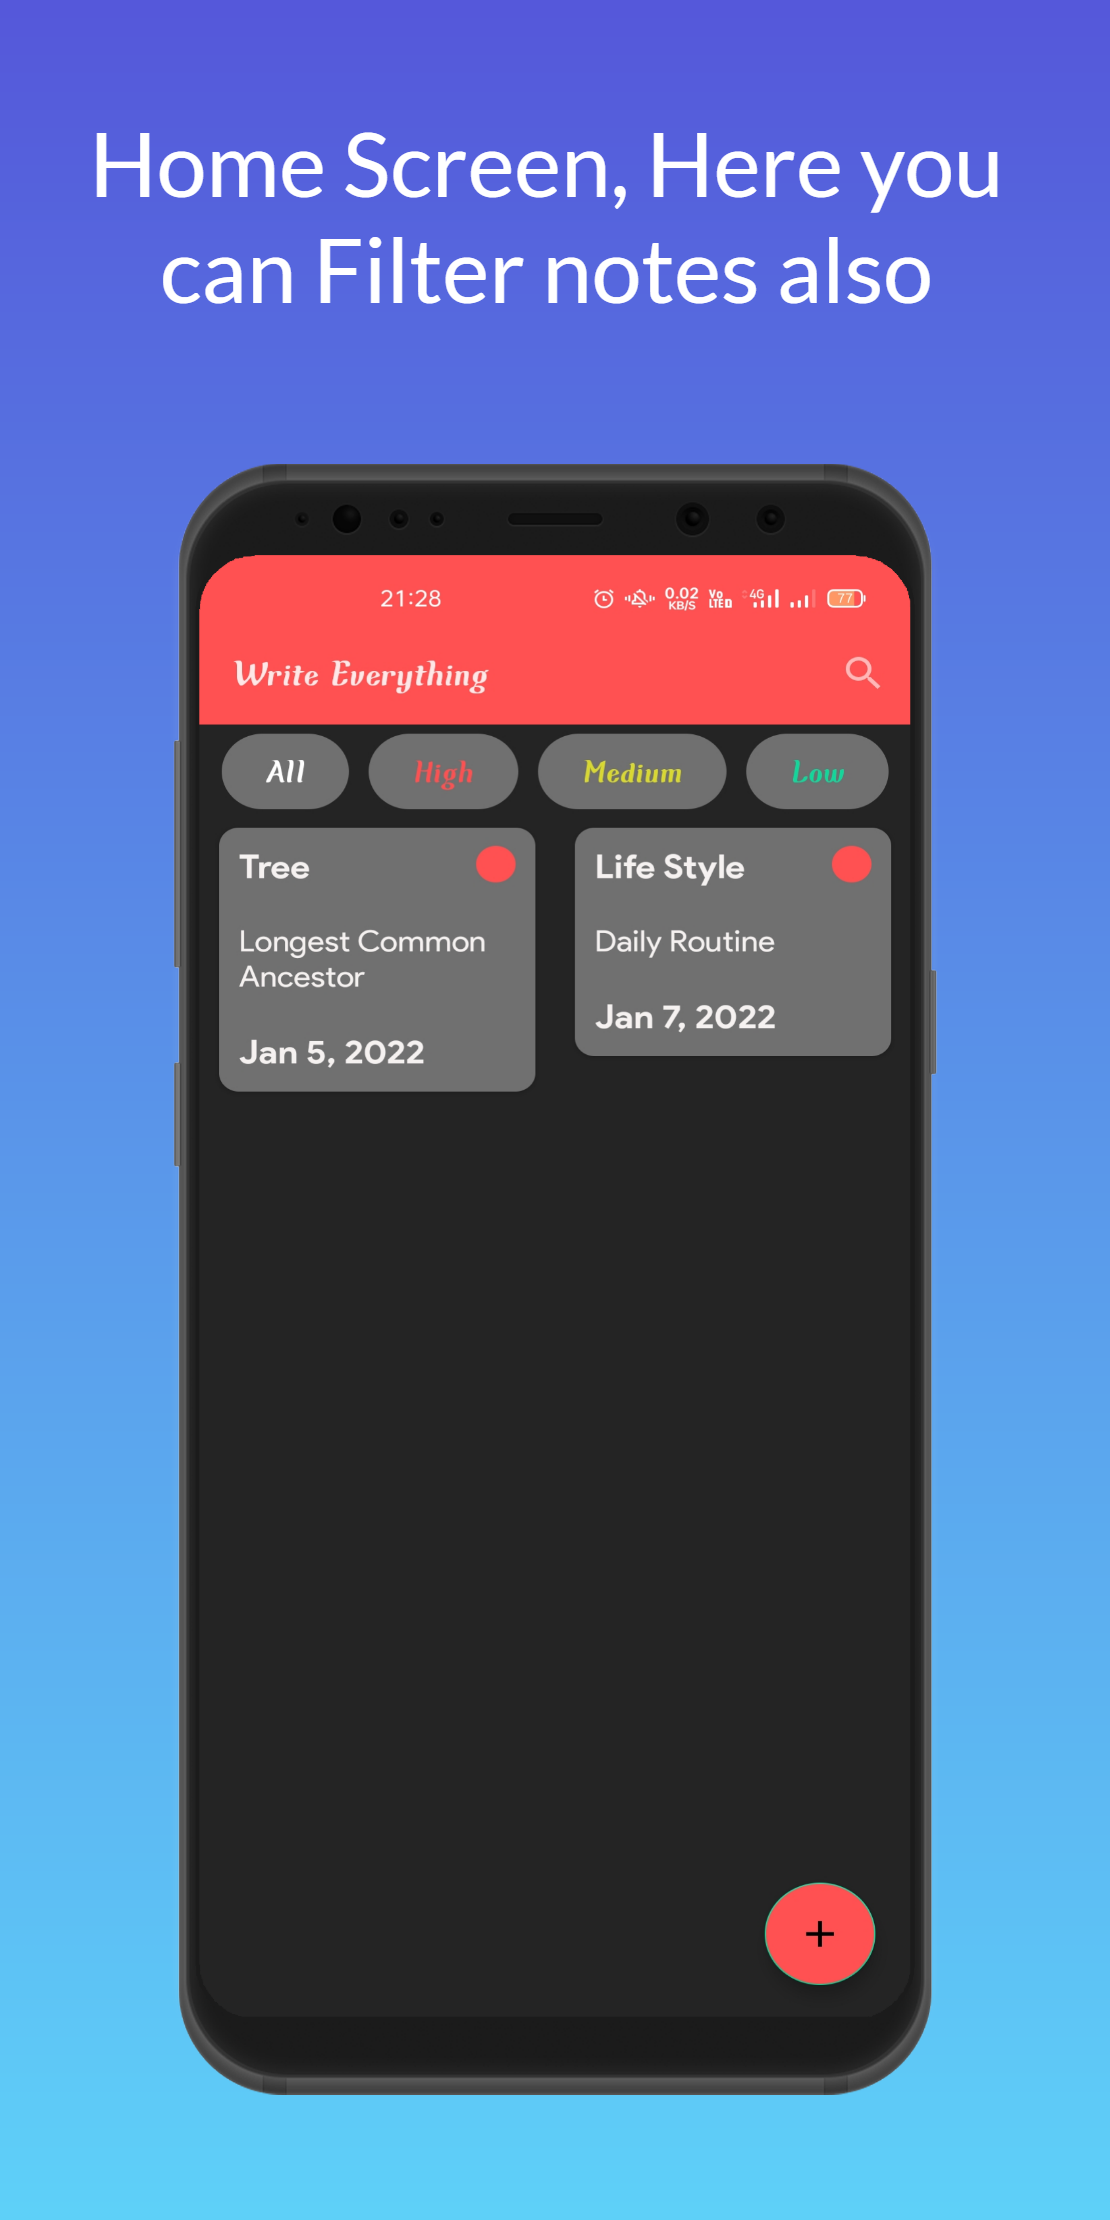 Home Screen, Here you
can Filter notes also
21:28
0.02
KB/S
Vo
LTE D
4G
77
Write Everything
All
High
Medium
Low
Tree
Longest Common
Ancestor
Jan 5, 2022
Life Style
Daily Routine
Jan 7, 2022